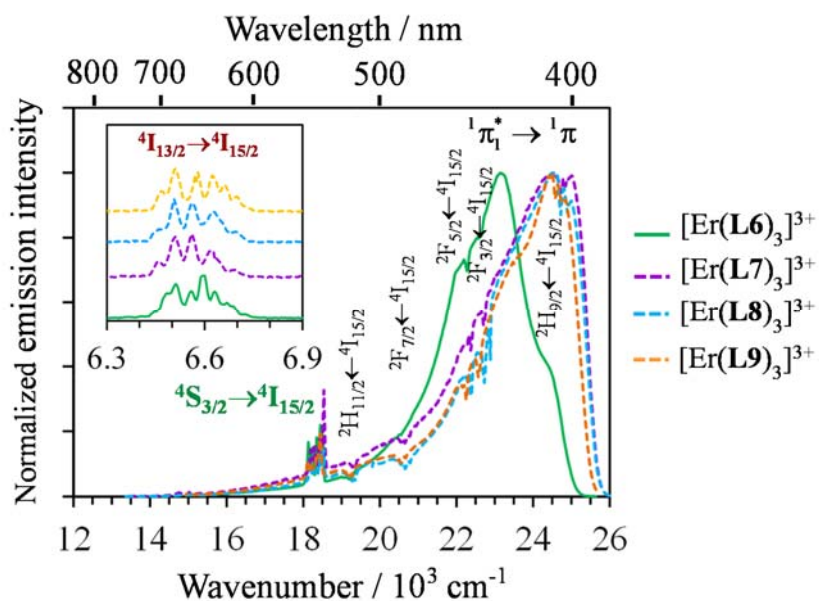 Wavelength / nm
800 700 600 500 400
Normalized emission intensity
⁴I₁₃/₂→⁴I₁₅/₂
6.3 6.6 6.9
⁴S₃/₂→⁴I₁₅/₂
²H₁₁/₂←⁴I₁₅/₂
²F₇/₂←⁴I₁₅/₂
²F₅/₂←⁴I₁₅/₂
²F₃/₂←⁴I₁₅/₂
¹π₁* → ¹π
²H₉/₂←⁴I₁₅/₂
[Er(L6)₃]³⁺
[Er(L7)₃]³⁺
[Er(L8)₃]³⁺
[Er(L9)₃]³⁺
12 14 16 18 20 22 24 26
Wavenumber / 10³ cm⁻¹